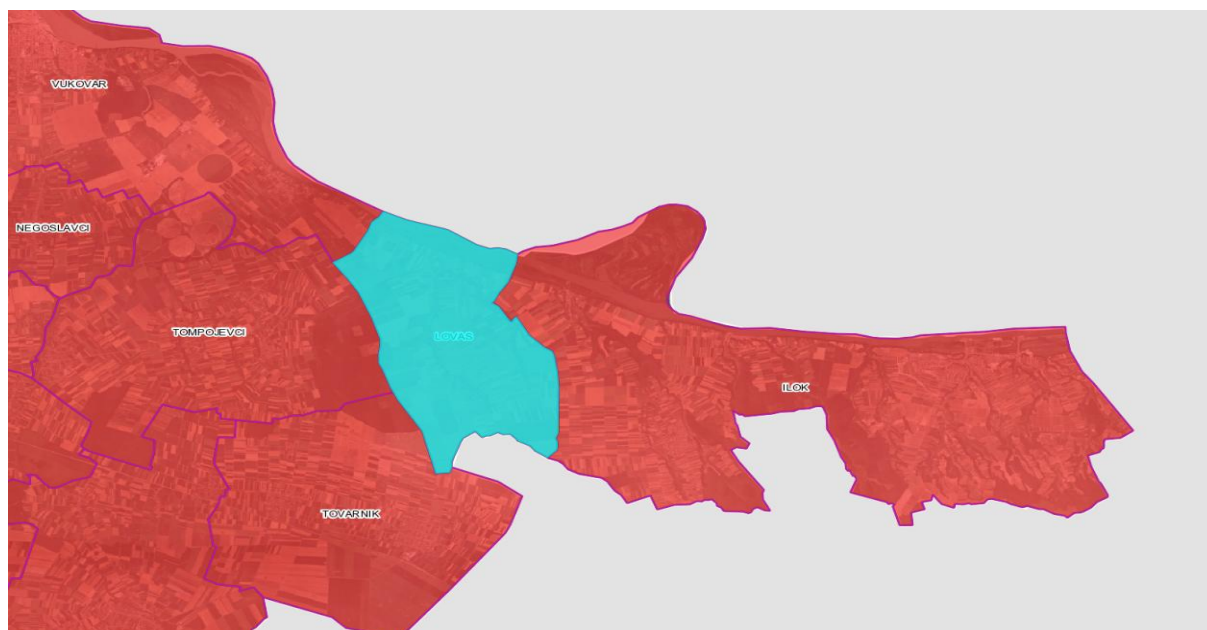 VUKOVAR
NEGOSLAVCI
TOMPOJEVCI
LOVAS
ILOK
TOVARNIK